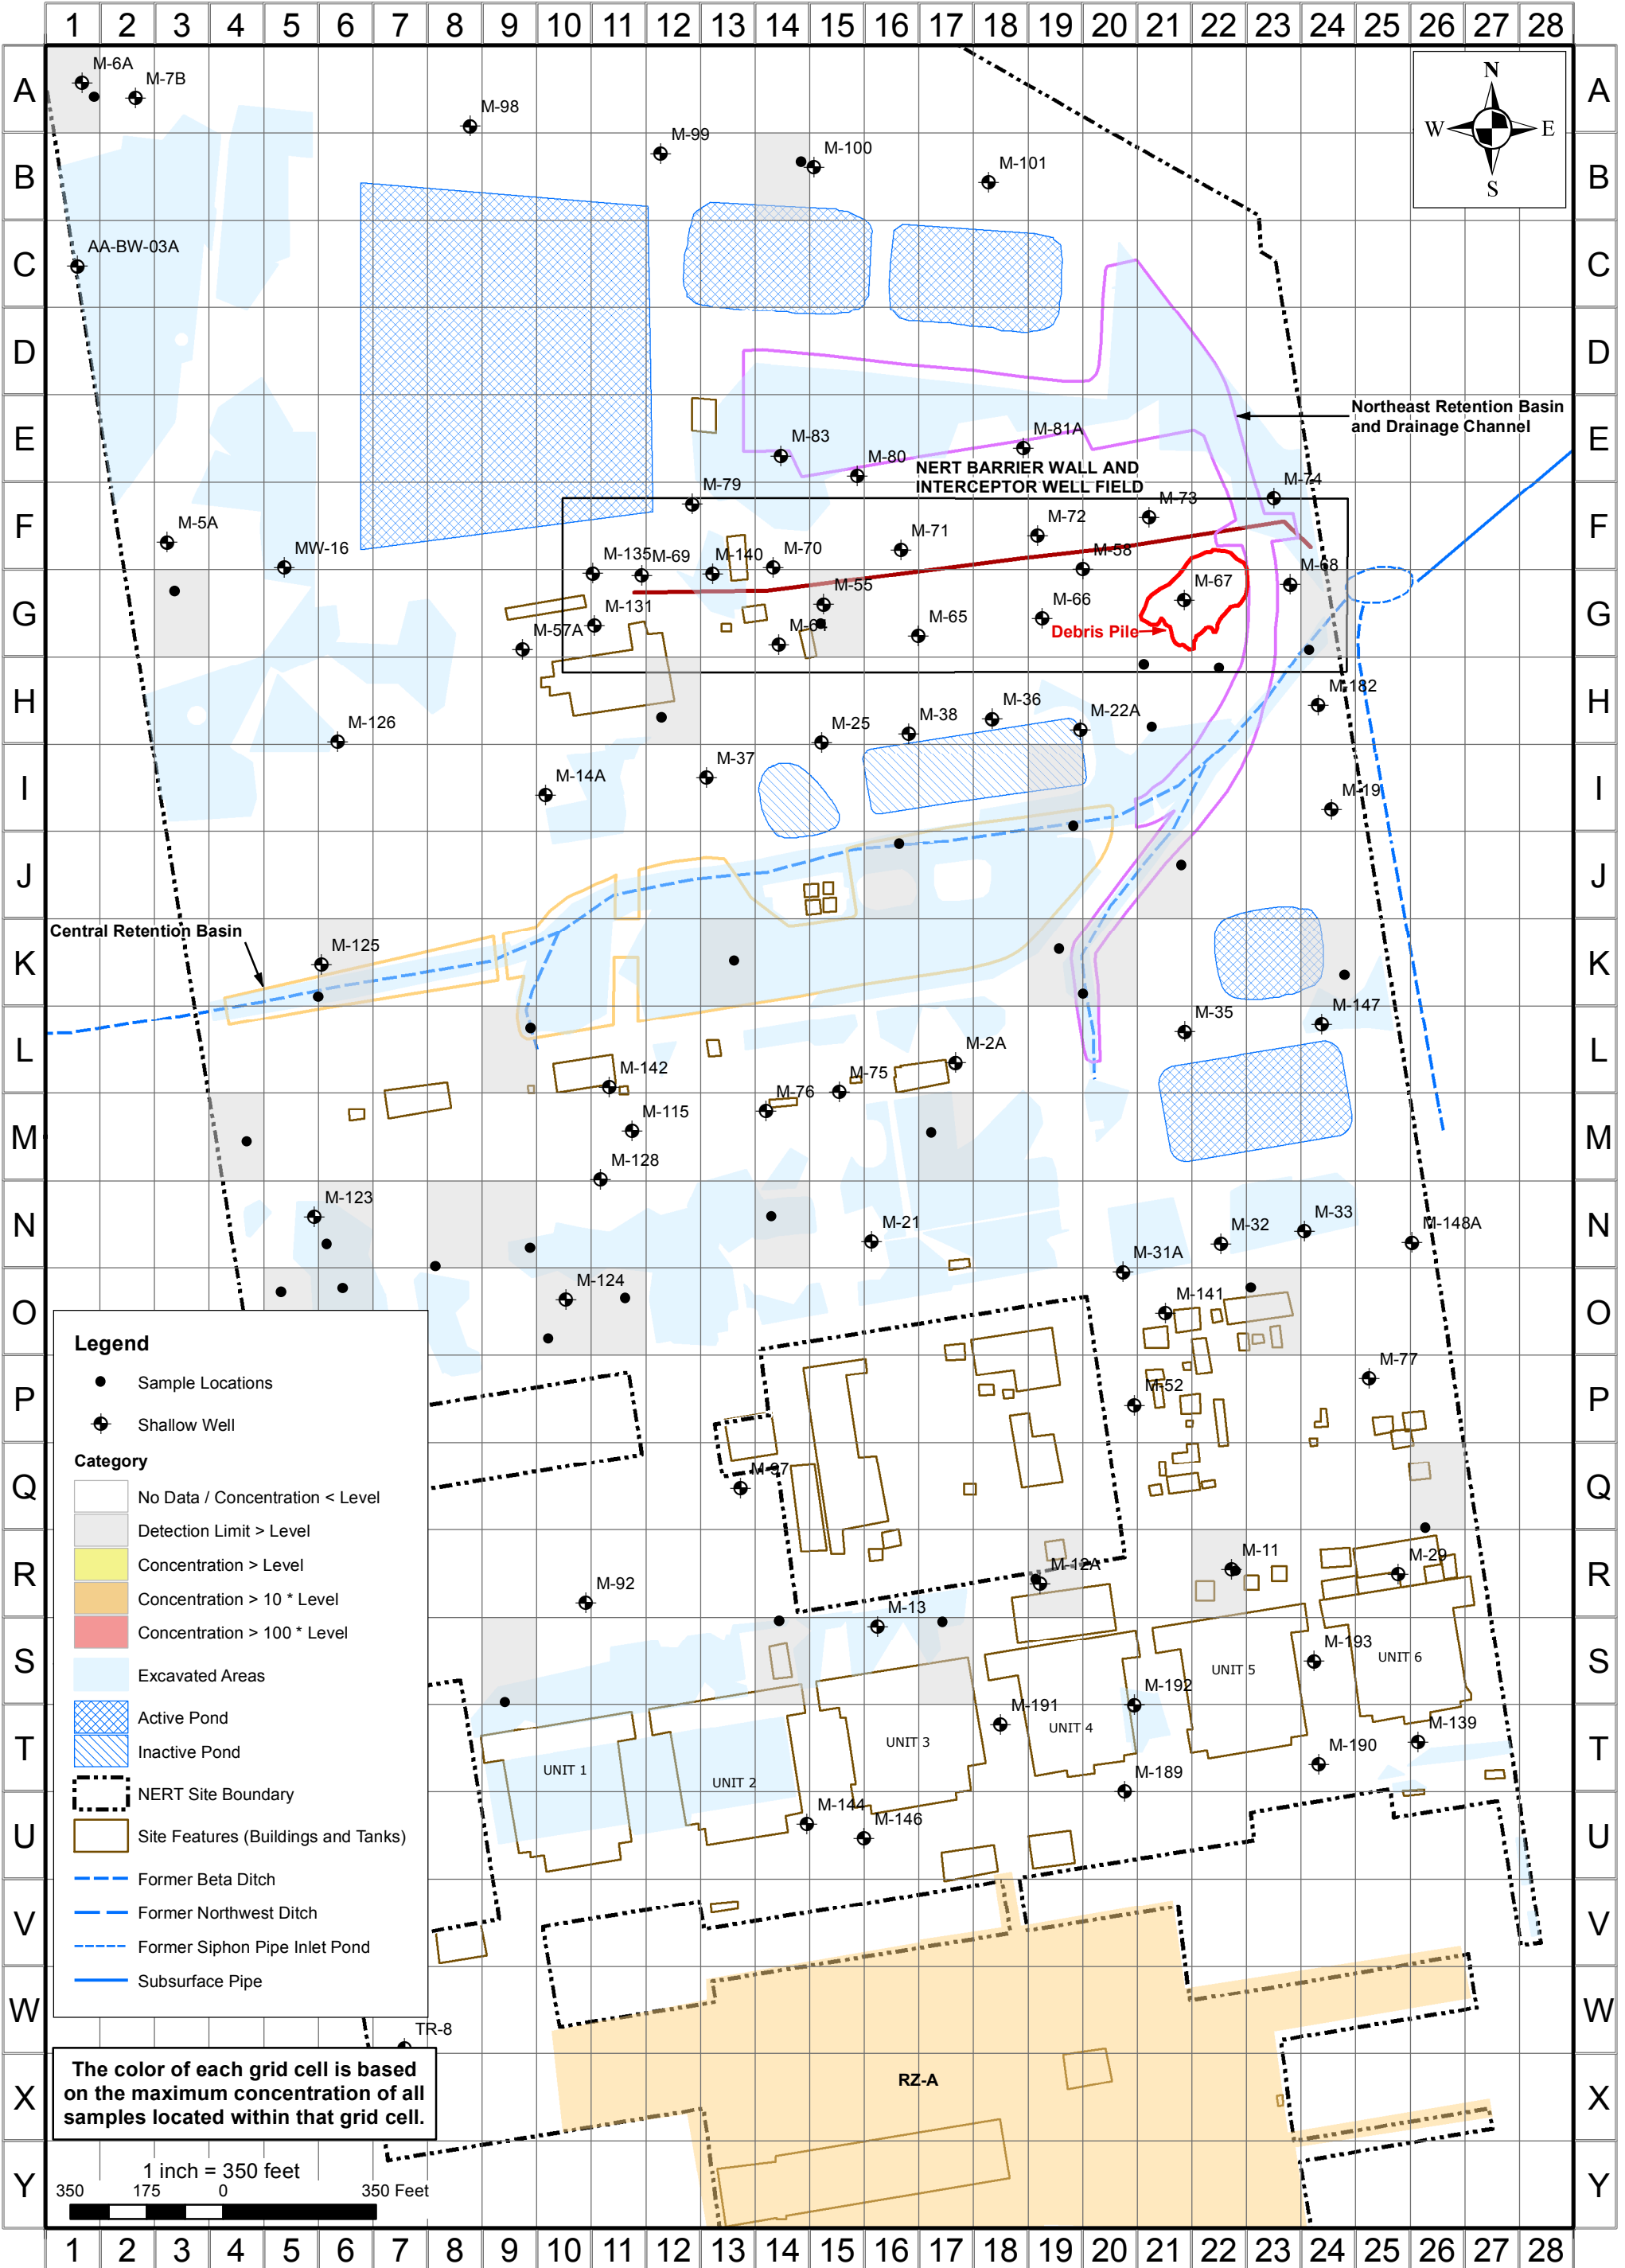 1 2 3 4 5 6 7 8 9 10 11 12 13 14 15 16 17 18 19 20 21 22 23 24 25 26 27 28
N
W E
S
A A
M-6A
M-7B
M-98
M-99
B B
M-100
M-101
C C
AA-BW-03A
D D
E E
Northeast Retention Basin
and Drainage Channel
M-83
M-81A
M-80
NERT BARRIER WALL AND
INTERCEPTOR WELL FIELD
M-79
M-74
M-73
F F
M-5A
M-72
M-71
MW-16
M-135
M-69
M-140
M-70
M-58
M-68
M-67
M-55
G G
M-131
M-57A
M-64
M-65
M-66
Debris Pile
H H
M-182
M-126
M-25
M-38
M-36
M-22A
I I
M-37
M-14A
M-19
J J
Central Retention Basin
K K
M-125
M-147
M-35
L L
M-142
M-2A
M-75
M-76
M-115
M M
M-128
N N
M-123
M-21
M-31A
M-32
M-33
M-148A
O O
M-124
M-141
P P
M-77
M-52
Q Q
M-97
R R
M-92
M-12A
M-11
M-29
M-13
S S
M-193
UNIT 5
UNIT 6
M-192
M-191
T T
UNIT 1
UNIT 2
UNIT 3
UNIT 4
M-139
M-190
M-189
U U
M-144
M-146
V V
W W
TR-8
X X
RZ-A
Y Y
Legend
Sample Locations
Shallow Well
Category
No Data / Concentration < Level
Detection Limit > Level
Concentration > Level
Concentration > 10 * Level
Concentration > 100 * Level
Excavated Areas
Active Pond
Inactive Pond
NERT Site Boundary
Site Features (Buildings and Tanks)
Former Beta Ditch
Former Northwest Ditch
Former Siphon Pipe Inlet Pond
Subsurface Pipe
The color of each grid cell is based
on the maximum concentration of all
samples located within that grid cell.
1 inch = 350 feet
350 175 0 350 Feet
1 2 3 4 5 6 7 8 9 10 11 12 13 14 15 16 17 18 19 20 21 22 23 24 25 26 27 28